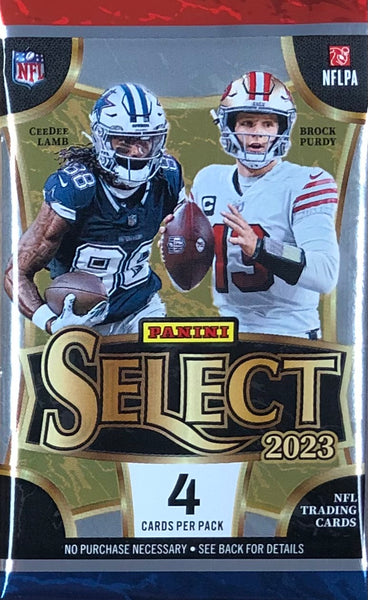 NFL
NFLPA
CeeDee
Lamb
Brock
Purdy
88
13
PANINI
SELECT
2023
4
CARDS PER PACK
NFL
TRADING
CARDS
NO PURCHASE NECESSARY • SEE BACK FOR DETAILS